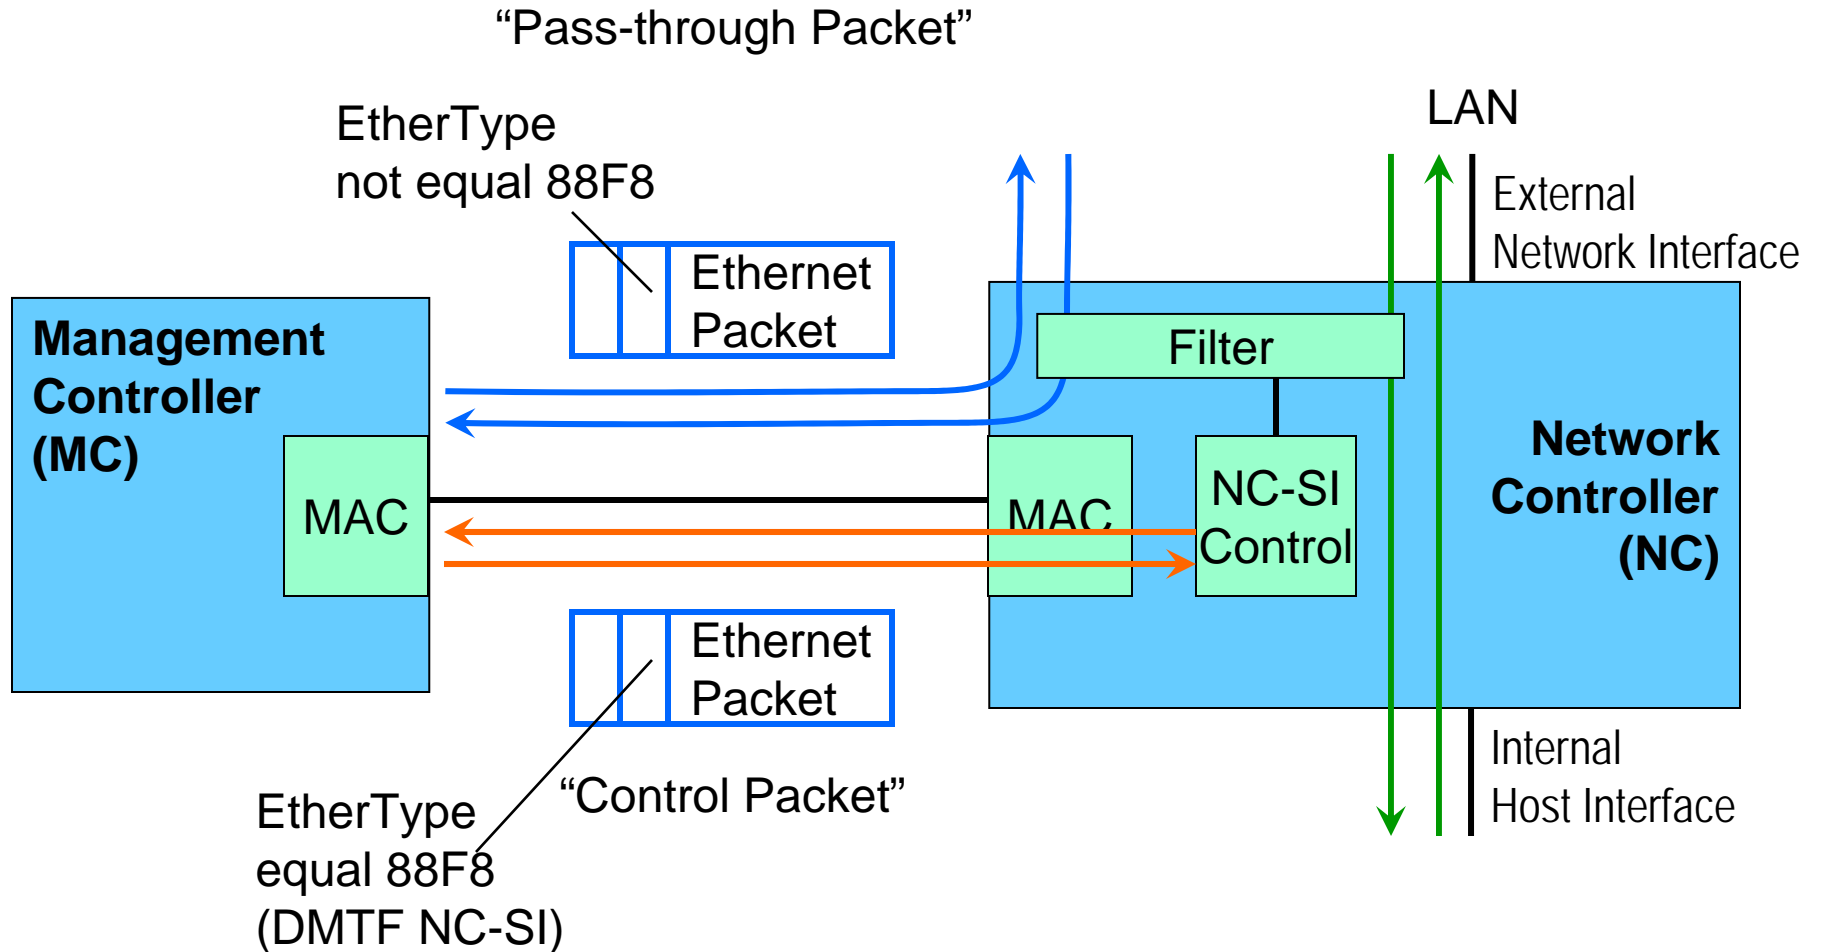 “Pass-through Packet”
EtherType
not equal 88F8
LAN
External
Network Interface
Ethernet
Packet
Management
Controller
(MC)
Filter
MAC
MAC
NC-SI
Control
Network
Controller
(NC)
Ethernet
Packet
“Control Packet”
EtherType
equal 88F8
(DMTF NC-SI)
Internal
Host Interface